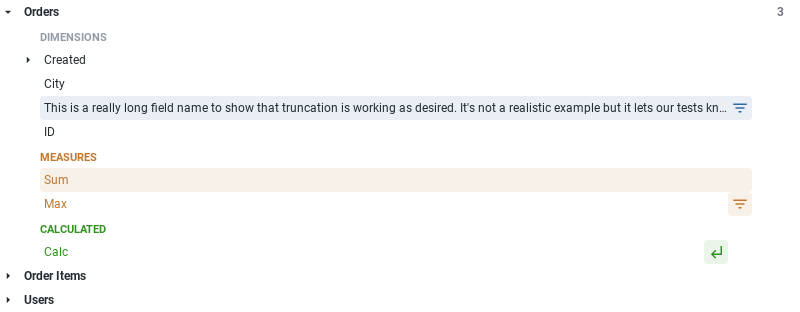 Orders 3
DIMENSIONS
Created
City
This is a really long field name to show that truncation is working as desired. It's not a realistic example but it lets our tests kn...
ID
MEASURES
Sum
Max
CALCULATED
Calc
Order Items
Users